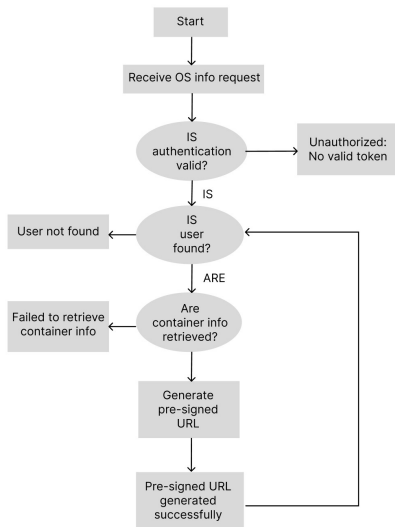 Start
Receive OS info request
IS
authentication
valid?
Unauthorized:
No valid token
IS
User not found
IS
user
found?
ARE
Failed to retrieve
container info
Are
container info
retrieved?
Generate
pre-signed
URL
Pre-signed URL
generated
successfully